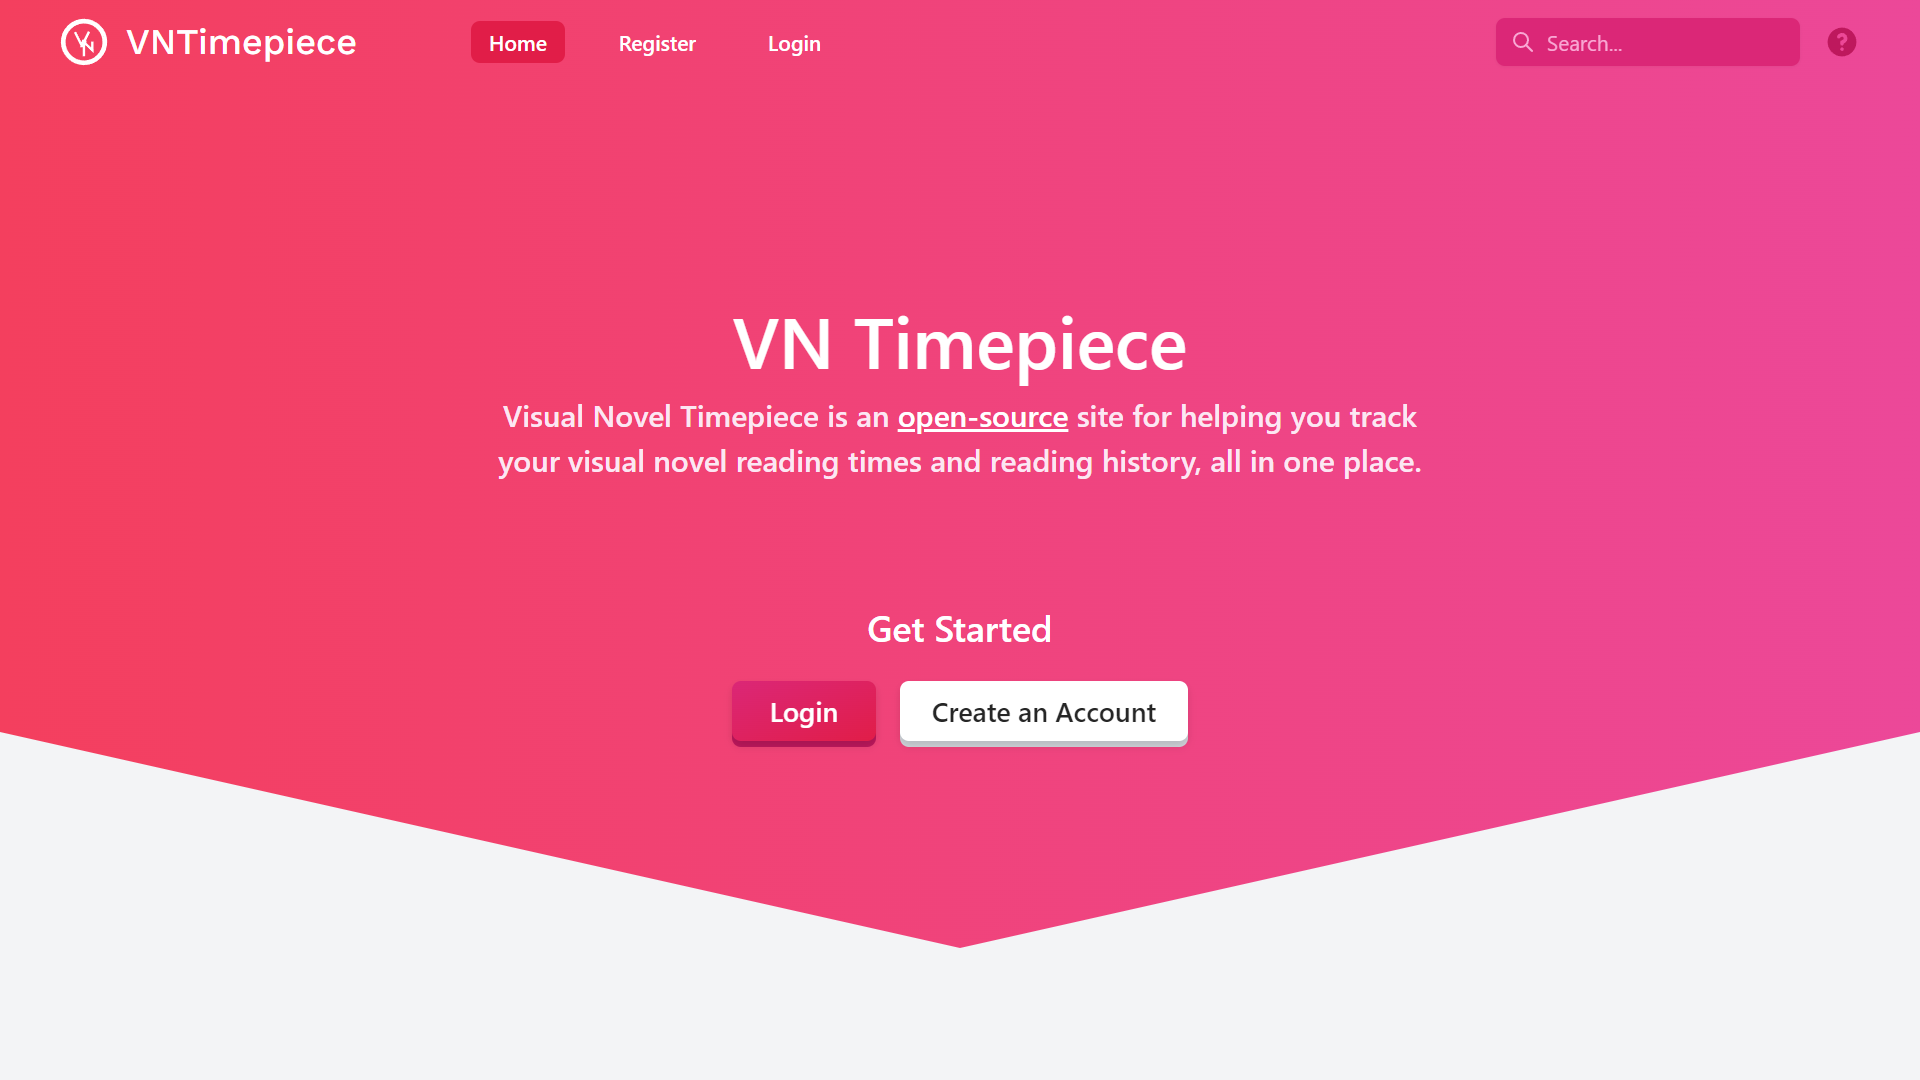 VNTimepiece
Home
Register
Login
Search...
?
VN Timepiece
Visual Novel Timepiece is an open-source site for helping you track
your visual novel reading times and reading history, all in one place.
Get Started
Login
Create an Account